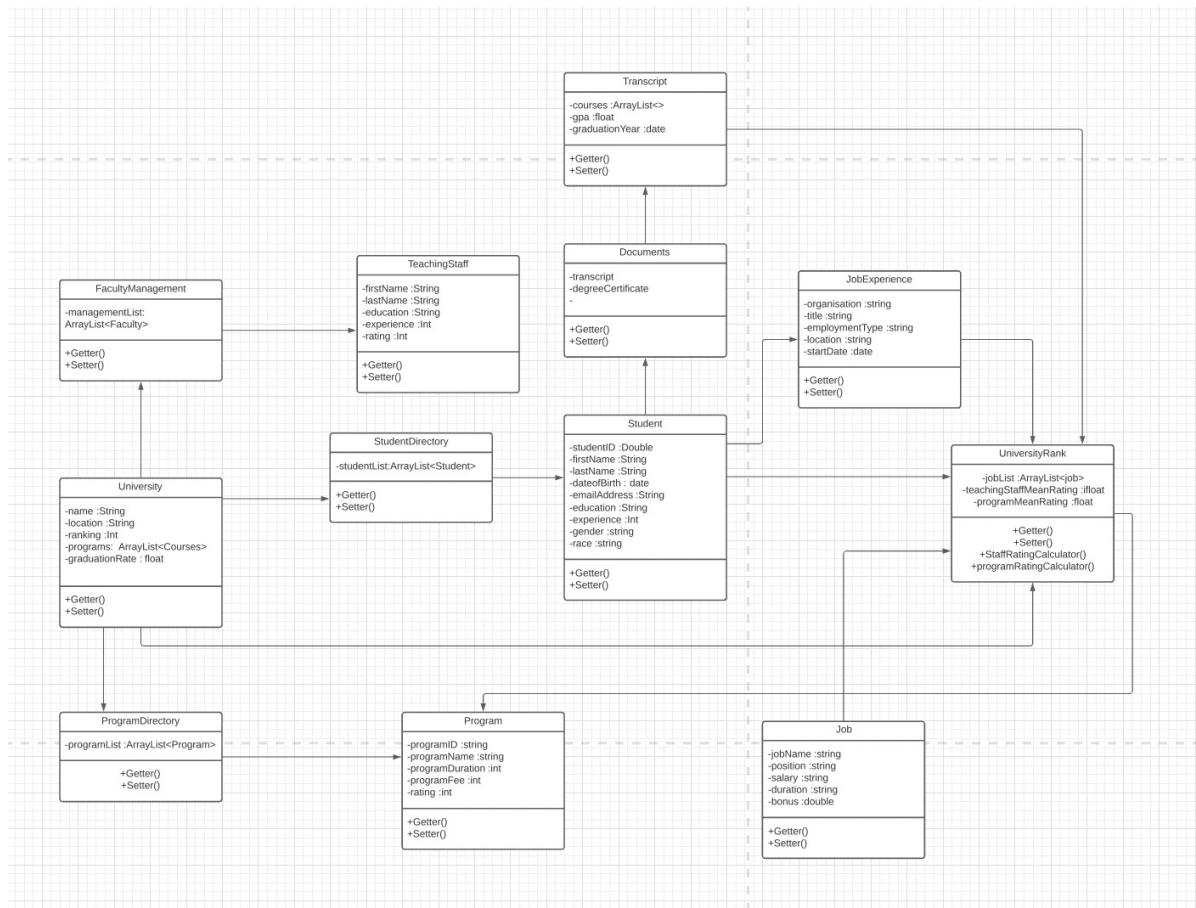 Transcript
-courses :ArrayList<>
-gpa :float
-graduationYear :date
+Getter()
+Setter()
Documents
-transcript
-degreeCertificate
-
+Getter()
+Setter()
TeachingStaff
-firstName :String
-lastName :String
-education :String
-experience :Int
-rating :Int
+Getter()
+Setter()
FacultyManagement
-managementList:
ArrayList<Faculty>
+Getter()
+Setter()
JobExperience
-organisation :string
-title :string
-employmentType :string
-location :string
-startDate :date
+Getter()
+Setter()
Student
-studentID :Double
-firstName :String
-lastName :String
-dateofBirth : date
-emailAddress :String
-education :String
-experience :Int
-gender :string
-race :string
+Getter()
+Setter()
StudentDirectory
-studentList:ArrayList<Student>
+Getter()
+Setter()
University
-name :String
-location :String
-ranking :Int
-programs:  ArrayList<Courses>
-graduationRate : float
+Getter()
+Setter()
UniversityRank
-jobList :ArrayList<job>
-teachingStaffMeanRating :ifloat
-programMeanRating :float
+Getter()
+Setter()
+StaffRatingCalculator()
+programRatingCalculator()
ProgramDirectory
-programList :ArrayList<Program>
+Getter()
+Setter()
Program
-programID :string
-programName :string
-programDuration :int
-programFee :int
-rating :int
+Getter()
+Setter()
Job
-jobName :string
-position :string
-salary :string
-duration :string
-bonus :double
+Getter()
+Setter()